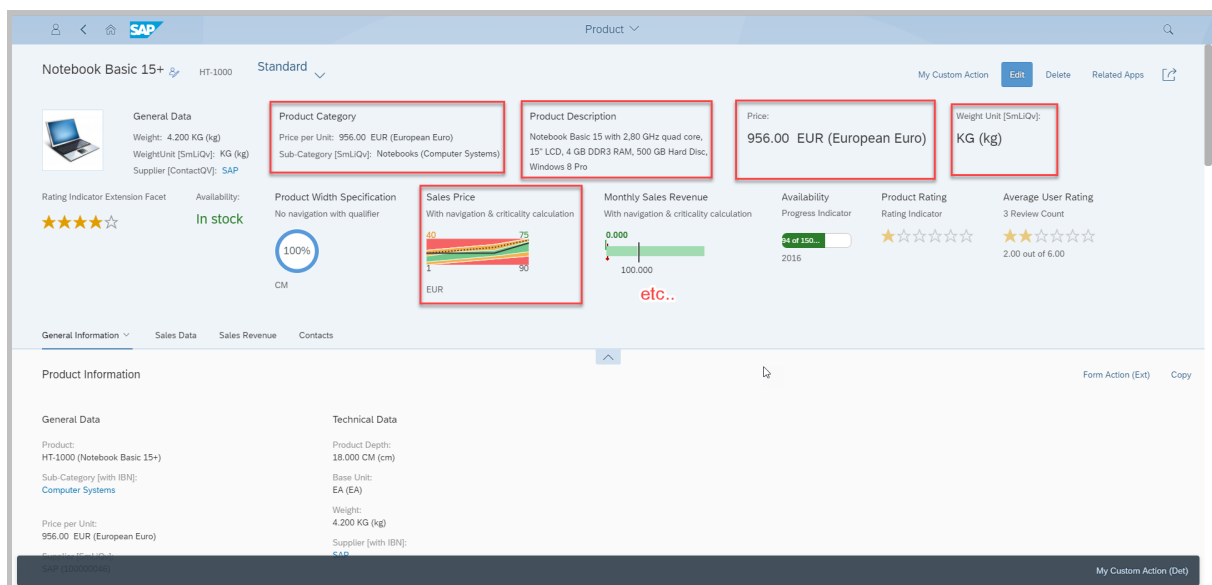 SAP
Product
Notebook Basic 15+
HT-1000
Standard
My Custom Action
Edit
Delete
Related Apps
General Data
Weight: 4.200 KG (kg)
WeightUnit [SmLiQv]: KG (kg)
Supplier [ContactQV]: SAP
Product Category
Price per Unit: 956.00 EUR (European Euro)
Sub-Category [SmLiQv]: Notebooks (Computer Systems)
Product Description
Notebook Basic 15 with 2,80 GHz quad core,
15" LCD, 4 GB DDR3 RAM, 500 GB Hard Disc,
Windows 8 Pro
Price:
956.00 EUR (European Euro)
Weight Unit [SmLiQv]:
KG (kg)
Rating Indicator Extension Facet
Availability:
In stock
Product Width Specification
No navigation with qualifier
100%
CM
Sales Price
With navigation & criticality calculation
40
75
1
90
EUR
Monthly Sales Revenue
With navigation & criticality calculation
0.000
100.000
etc..
Availability
Progress Indicator
94 of 150...
2016
Product Rating
Rating Indicator
Average User Rating
3 Review Count
2.00 out of 6.00
General Information
Sales Data
Sales Revenue
Contacts
Product Information
Form Action (Ext)
Copy
General Data
Product:
HT-1000 (Notebook Basic 15+)
Sub-Category [with IBN]:
Computer Systems
Price per Unit:
956.00 EUR (European Euro)
Supplier [SmLiQv]:
SAP (100000046)
Technical Data
Product Depth:
18.000 CM (cm)
Base Unit:
EA (EA)
Weight:
4.200 KG (kg)
Supplier [with IBN]:
SAP
My Custom Action (Det)